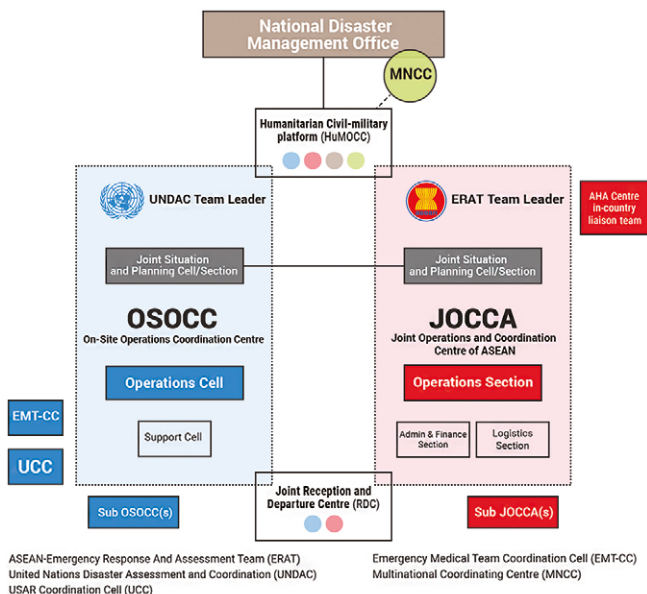 National Disaster
Management Office
MNCC
Humanitarian Civil-military
platform (HuMOCC)
UNDAC Team Leader
ERAT Team Leader
AHA Centre
in-country
liaison team
Joint Situation
and Planning Cell/Section
Joint Situation
and Planning Cell/Section
OSOCC
On-Site Operations Coordination Centre
JOCCA
Joint Operations and Coordination
Centre of ASEAN
Operations Cell
Operations Section
EMT-CC
Support Cell
Admin & Finance
Section
Logistics
Section
UCC
Joint Reception and
Departure Centre (RDC)
Sub OSOCC(s)
Sub JOCCA(s)
ASEAN-Emergency Response And Assessment Team (ERAT)
United Nations Disaster Assessment and Coordination (UNDAC)
USAR Coordination Cell (UCC)
Emergency Medical Team Coordination Cell (EMT-CC)
Multinational Coordinating Centre (MNCC)